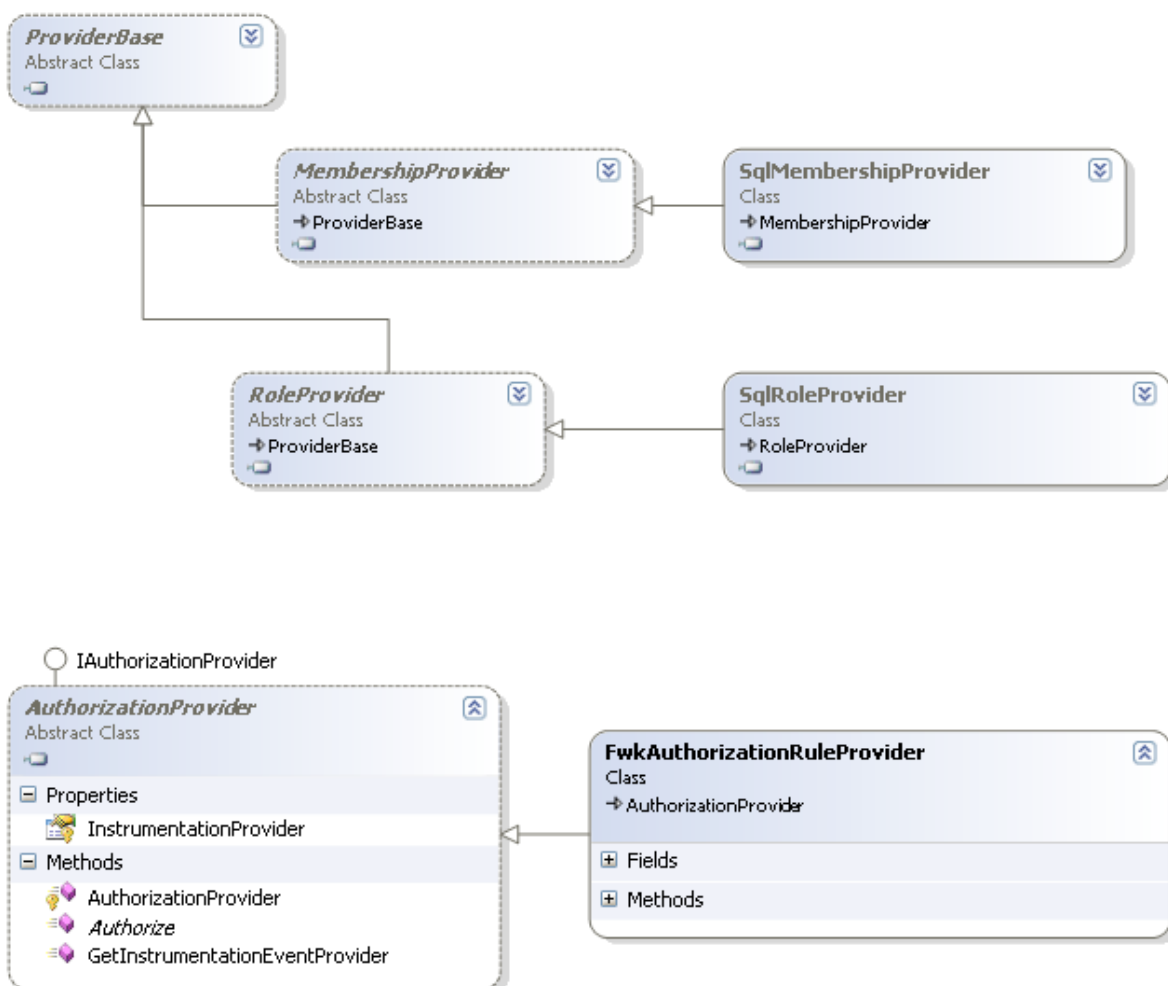 ProviderBase
Abstract Class
MembershipProvider
Abstract Class
ProviderBase
SqlMembershipProvider
Class
MembershipProvider
RoleProvider
Abstract Class
ProviderBase
SqlRoleProvider
Class
RoleProvider
IAuthorizationProvider
AuthorizationProvider
Abstract Class
Properties
InstrumentationProvider
Methods
AuthorizationProvider
Authorize
GetInstrumentationEventProvider
FwkAuthorizationRuleProvider
Class
AuthorizationProvider
Fields
Methods